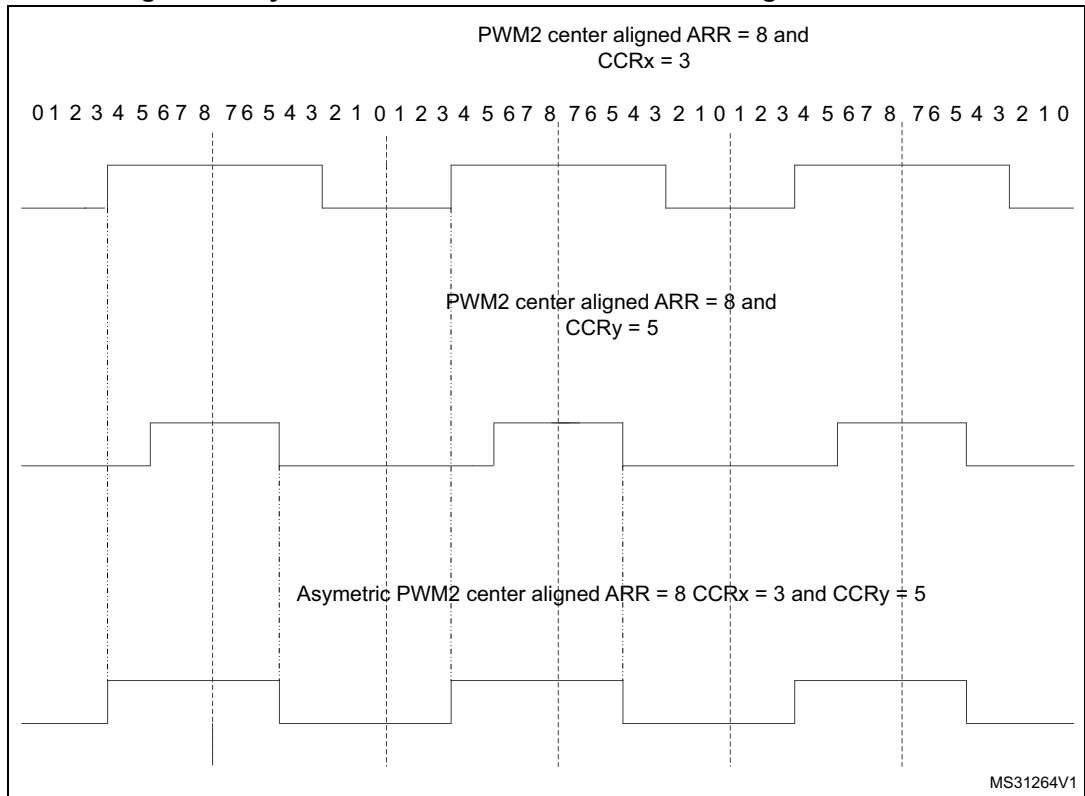 PWM2 center aligned ARR = 8 and
CCRx = 3
0 1 2 3 4 5 6 7 8 7 6 5 4 3 2 1 0 1 2 3 4 5 6 7 8 7 6 5 4 3 2 1 0 1 2 3 4 5 6 7 8 7 6 5 4 3 2 1 0
PWM2 center aligned ARR = 8 and
CCRy = 5
Asymetric PWM2 center aligned ARR = 8 CCRx = 3 and CCRy = 5
MS31264V1